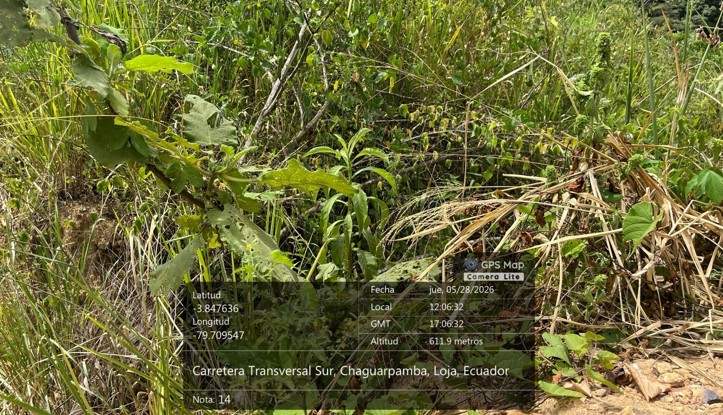 GPS Map
Camera Lite
Latitud
-3.847636
Longitud
-79.709547
Fecha jue, 05/28/2026
Local 12:06:32
GMT 17:06:32
Altitud 611.9 metros
Carretera Transversal Sur, Chaguarpamba, Loja, Ecuador
Nota: 14